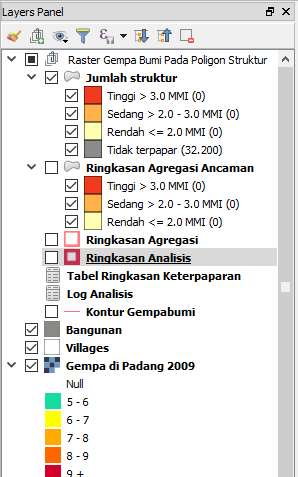 Layers Panel
Raster Gempa Bumi Pada Poligon Struktur
Jumlah struktur
Tinggi > 3.0 MMI (0)
Sedang > 2.0 - 3.0 MMI (0)
Rendah <= 2.0 MMI (0)
Tidak terpapar (32.200)
Ringkasan Agregasi Ancaman
Tinggi > 3.0 MMI (0)
Sedang > 2.0 - 3.0 MMI (0)
Rendah <= 2.0 MMI (0)
Ringkasan Agregasi
Ringkasan Analisis
Tabel Ringkasan Keterpaparan
Log Analisis
Kontur Gempabumi
Bangunan
Villages
Gempa di Padang 2009
Null
5 - 6
6 - 7
7 - 8
8 - 9
9 +